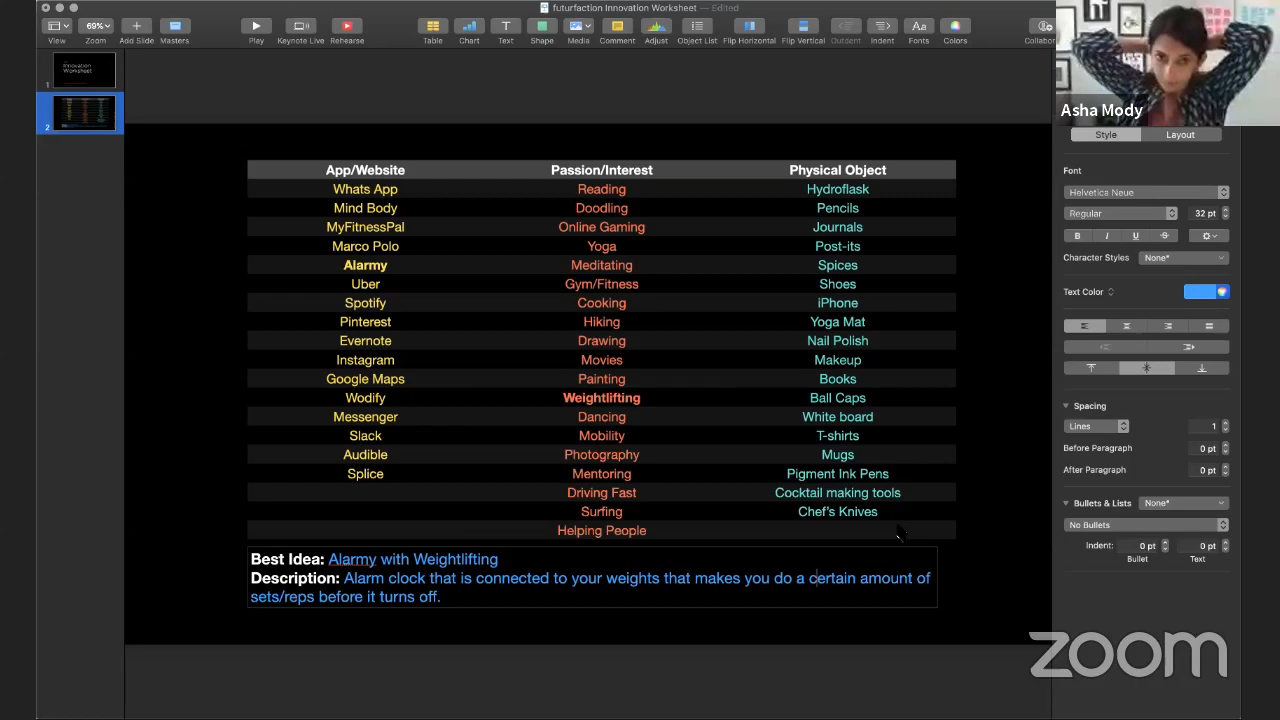 futurfaction Innovation Worksheet — Edited
View
69%
Zoom
Add Slide
Masters
Play
Keynote Live
Rehearse
Table
Chart
Text
Shape
Media
Comment
Adjust
Object List
Flip Horizontal
Flip Vertical
Outdent
Indent
Fonts
Colors
Collabor
Asha Mody
1
Innovation
Worksheet
2
App/Website Passion/Interest Physical Object
Whats App Reading Hydroflask
Mind Body Doodling Pencils
MyFitnessPal Online Gaming Journals
Marco Polo Yoga Post-its
Alarmy Meditating Spices
Uber Gym/Fitness Shoes
Spotify Cooking iPhone
Pinterest Hiking Yoga Mat
Evernote Drawing Nail Polish
Instagram Movies Makeup
Google Maps Painting Books
Wodify Weightlifting Ball Caps
Messenger Dancing White board
Slack Mobility T-shirts
Audible Photography Mugs
Splice Mentoring Pigment Ink Pens
Driving Fast Cocktail making tools
Surfing Chef's Knives
Helping People
Best Idea: Alarmy with Weightlifting
Description: Alarm clock that is connected to your weights that makes you do a certain amount of
sets/reps before it turns off.
Style Layout
Font
Helvetica Neue
Regular 32 pt
B I U S
Character Styles None*
Text Color
Spacing
Lines 1
Before Paragraph 0 pt
After Paragraph 0 pt
Bullets & Lists None*
No Bullets
Indent: 0 pt 0 pt
Bullet Text
zoom